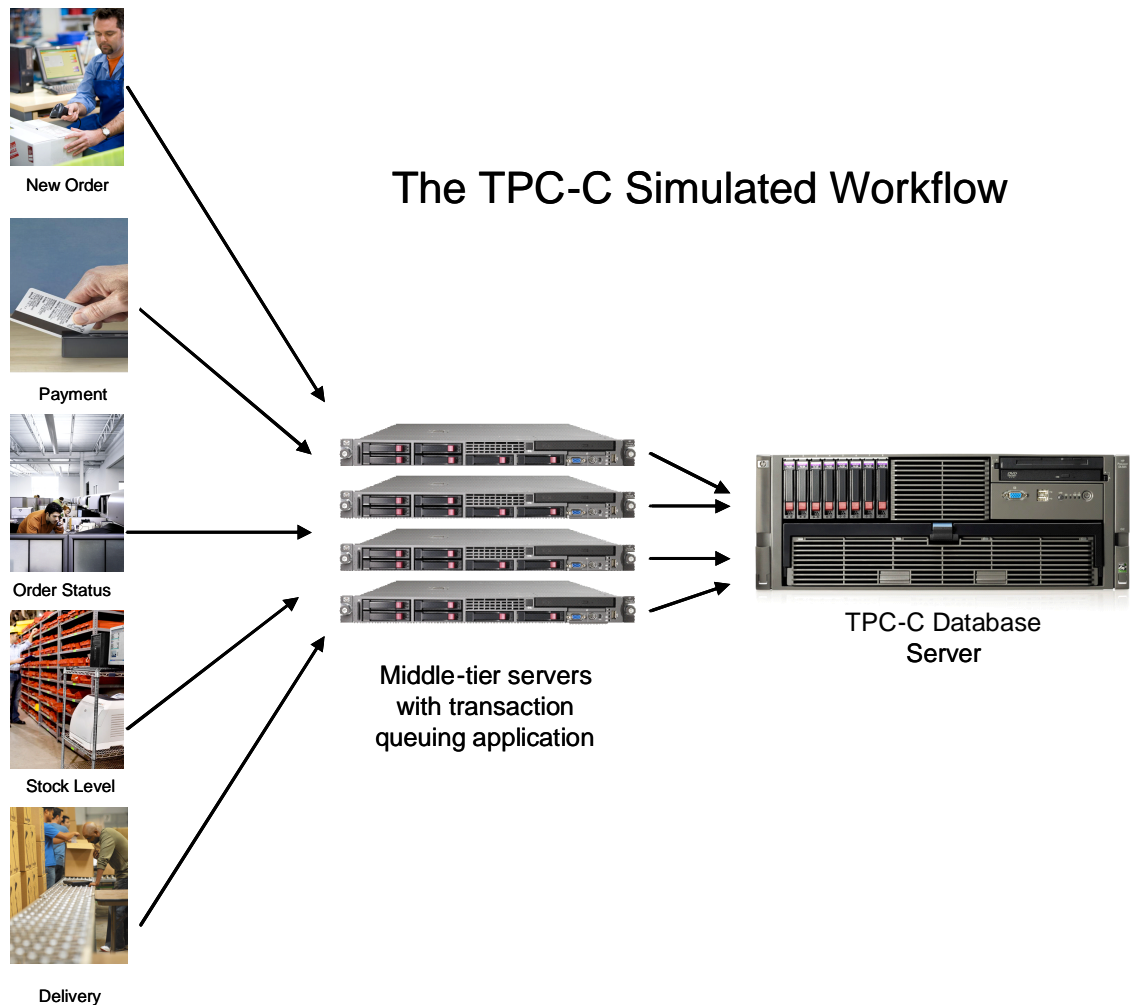 The TPC-C Simulated Workflow
New Order
Payment
Order Status
Stock Level
Delivery
Middle-tier servers
with transaction
queuing application
TPC-C Database
Server